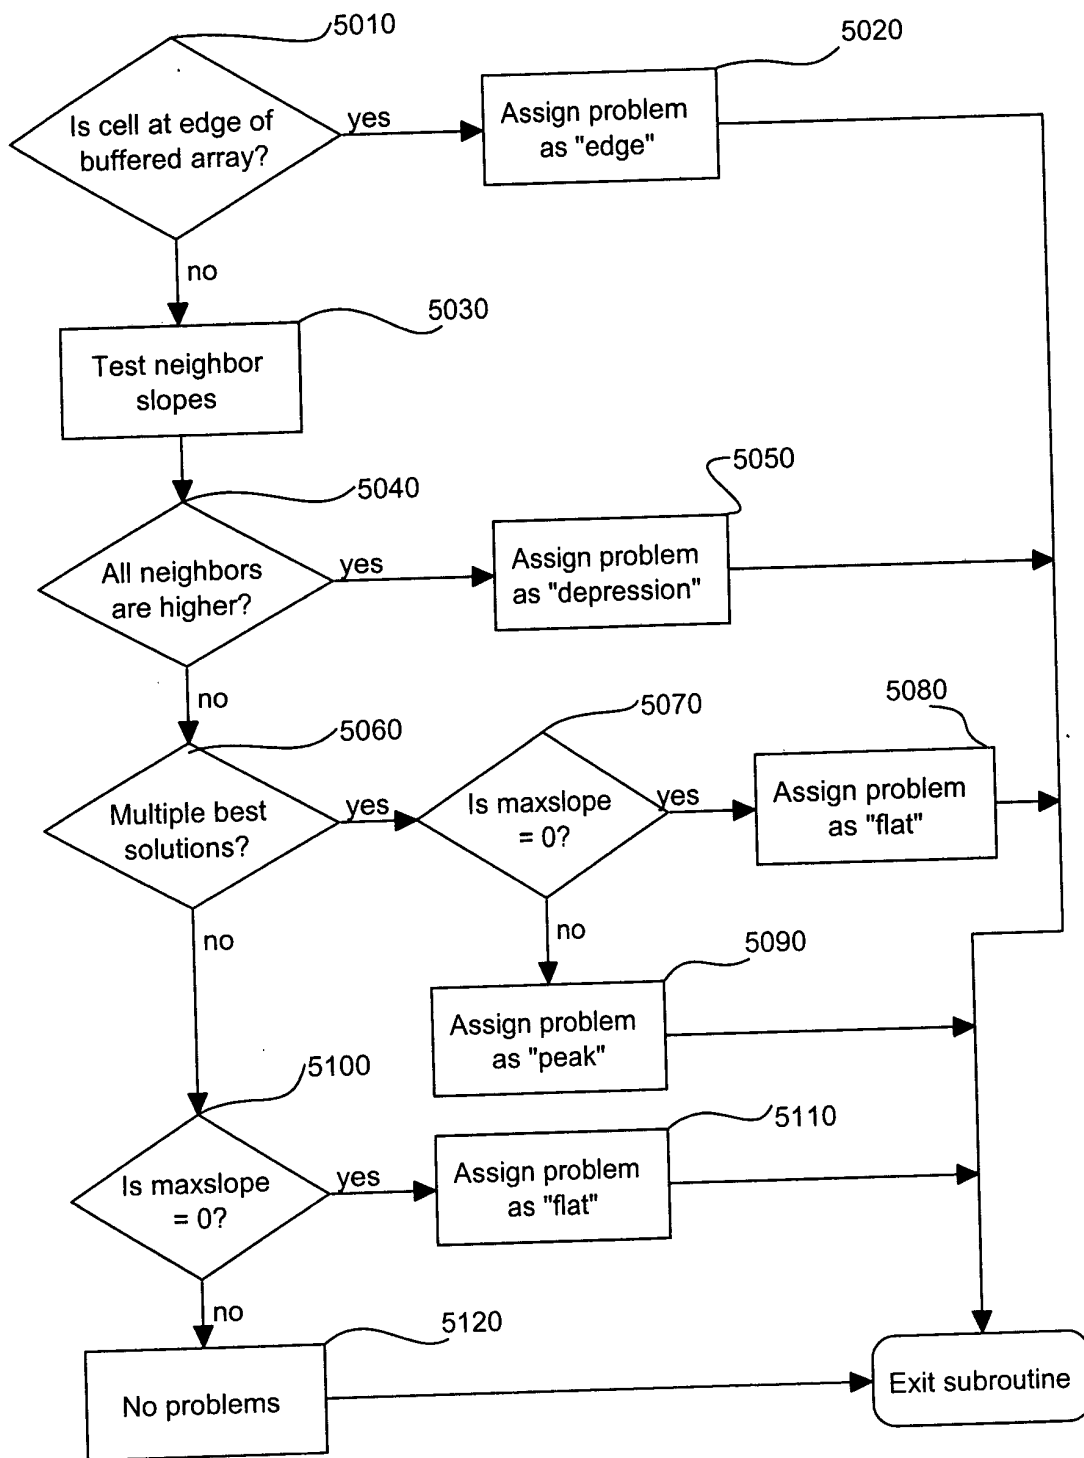 5010
Is cell at edge of
buffered array?
yes
5020
Assign problem
as "edge"
no
5030
Test neighbor
slopes
5040
All neighbors
are higher?
yes
5050
Assign problem
as "depression"
no
5060
Multiple best
solutions?
yes
5070
Is maxslope
= 0?
yes
5080
Assign problem
as "flat"
no
5090
Assign problem
as "peak"
no
5100
Is maxslope
= 0?
yes
5110
Assign problem
as "flat"
no
5120
No problems
Exit subroutine